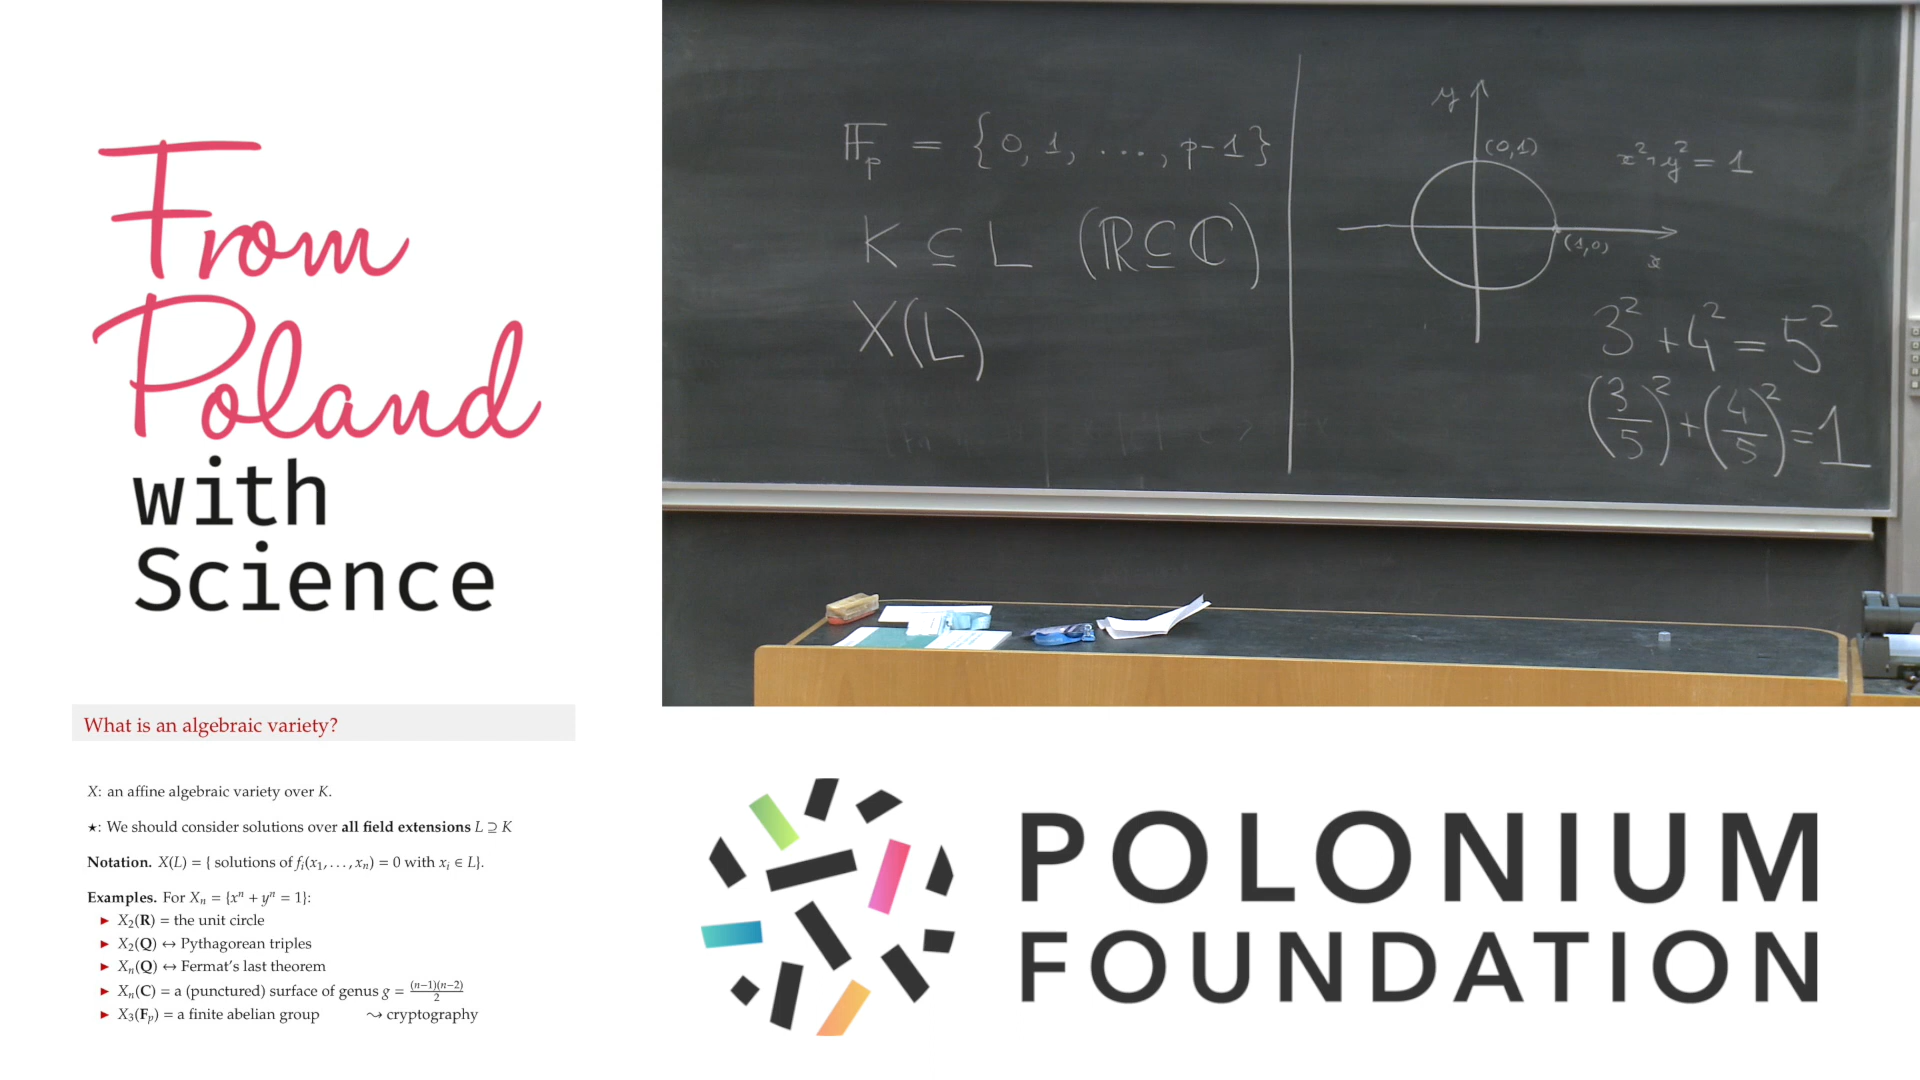 From
Poland
with
Science
𝔽ₚ = {0, 1, ..., p-1}
K ⊆ L (ℝ ⊆ ℂ)
X(L)
y
(0,1)
x² + y² = 1
(1,0)
x
3² + 4² = 5²
(3/5)² + (4/5)² = 1
What is an algebraic variety?
X: an affine algebraic variety over K.
★: We should consider solutions over all field extensions L ⊇ K
Notation. X(L) = { solutions of fᵢ(x₁, . . . , xₙ) = 0 with xᵢ ∈ L}.
Examples. For Xₙ = {xⁿ + yⁿ = 1}:
▶ X₂(R) = the unit circle
▶ X₂(Q) ↔ Pythagorean triples
▶ Xₙ(Q) ↔ Fermat's last theorem
▶ Xₙ(C) = a (punctured) surface of genus g = (n−1)(n−2)/2
▶ X₃(Fₚ) = a finite abelian group ⤳ cryptography
POLONIUM
FOUNDATION